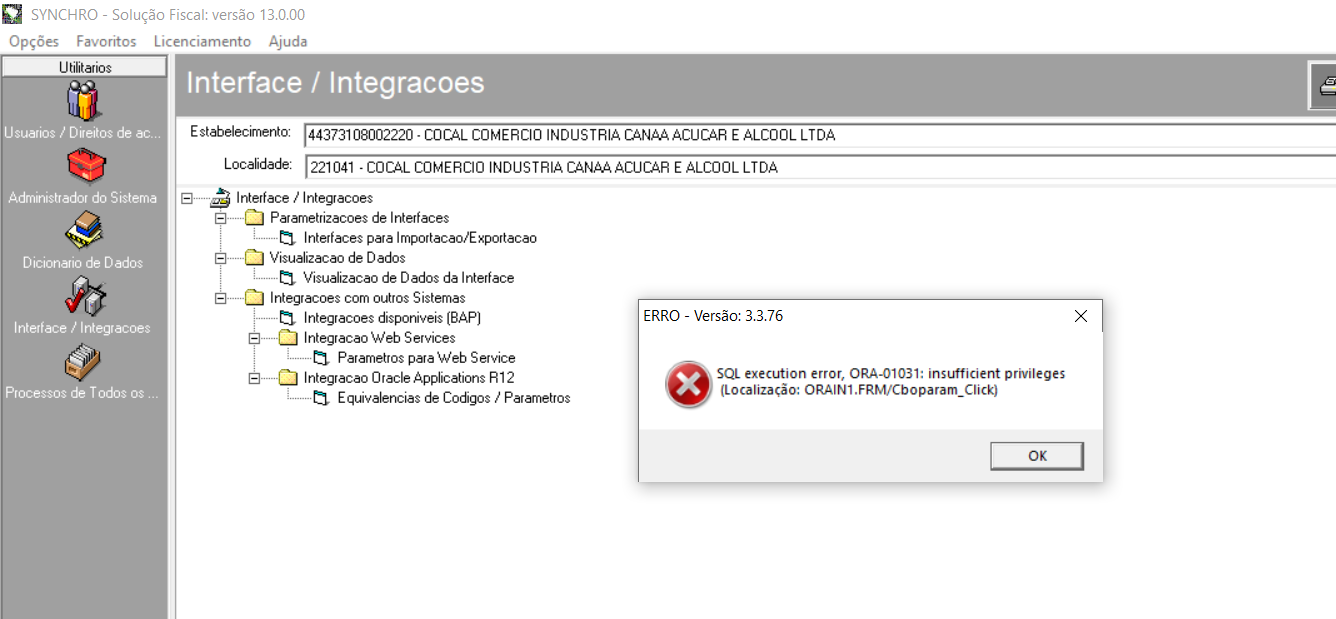 SYNCHRO - Solução Fiscal: versão 13.0.00
Opções Favoritos Licenciamento Ajuda
Utilitarios
Usuarios / Direitos de ac...
Administrador do Sistema
Dicionario de Dados
Interface / Integracoes
Processos de Todos os ...
Interface / Integracoes
Estabelecimento: 44373108002220 - COCAL COMERCIO INDUSTRIA CANAA ACUCAR E ALCOOL LTDA
Localidade: 221041 - COCAL COMERCIO INDUSTRIA CANAA ACUCAR E ALCOOL LTDA
Interface / Integracoes
Parametrizacoes de Interfaces
Interfaces para Importacao/Exportacao
Visualizacao de Dados
Visualizacao de Dados da Interface
Integracoes com outros Sistemas
Integracoes disponiveis (BAP)
Integracao Web Services
Parametros para Web Service
Integracao Oracle Applications R12
Equivalencias de Codigos / Parametros
ERRO - Versão: 3.3.76
SQL execution error, ORA-01031: insufficient privileges
(Localização: ORAIN1.FRM/Cboparam_Click)
OK